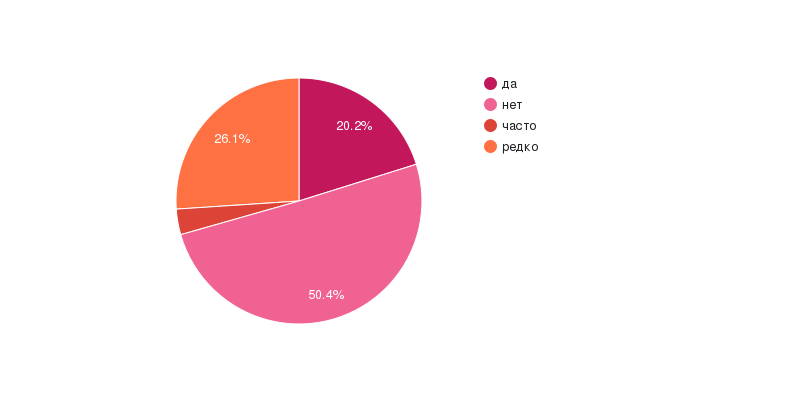 20.2%
26.1%
50.4%
да
нет
часто
редко